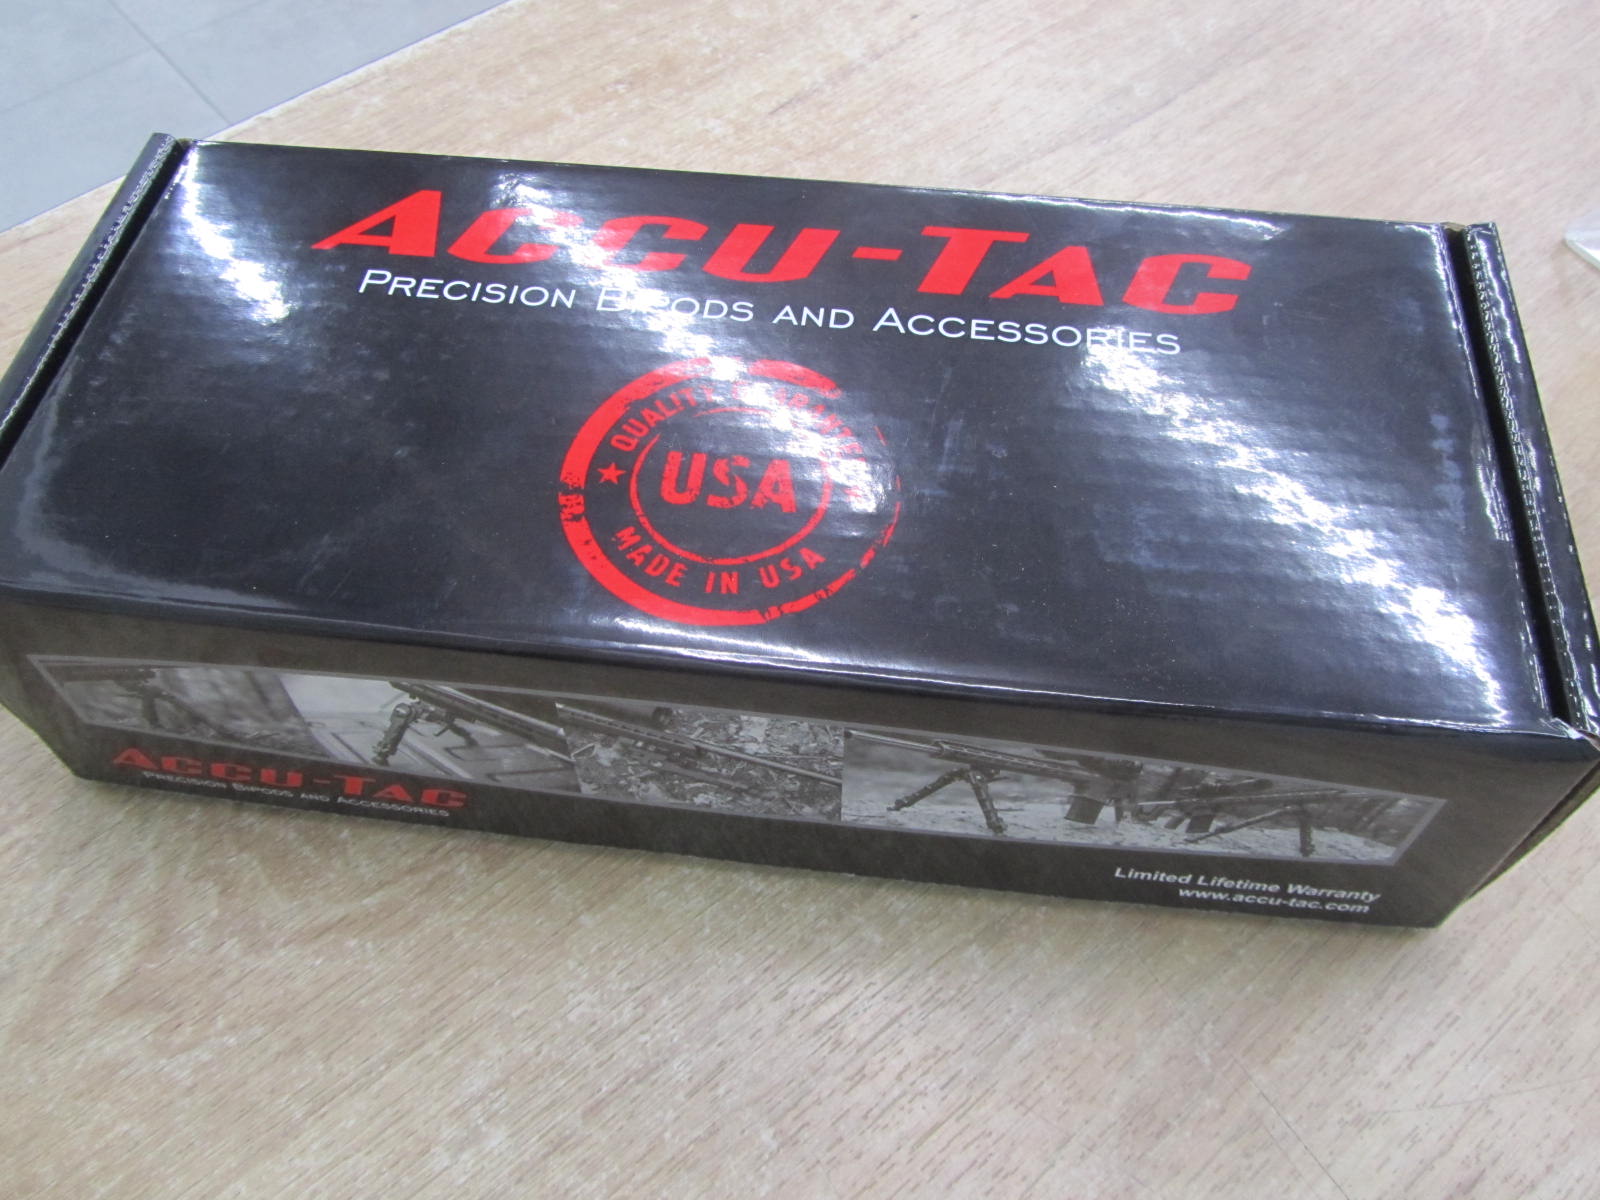 ACCU-TAC
PRECISION BIPODS AND ACCESSORIES
QUALITY GUARANTEED
USA
MADE IN USA
ACCU-TAC
PRECISION BIPODS AND ACCESSORIES
Limited Lifetime Warranty
www.accu-tac.com